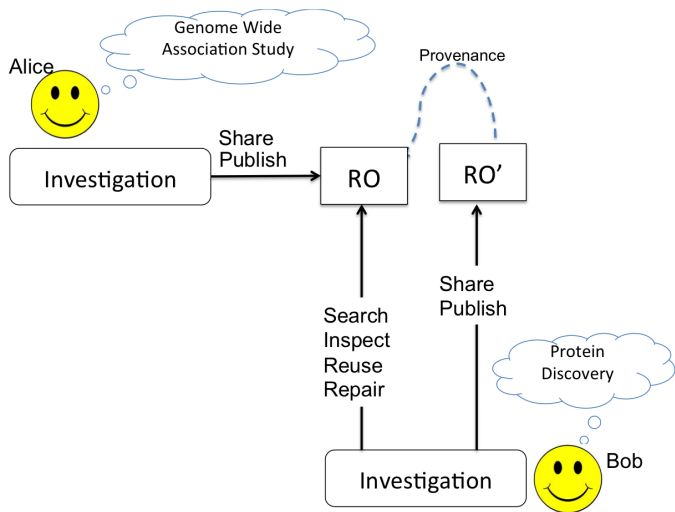 Genome Wide
Association Study
Alice
Provenance
Share
Publish
Investigation
RO
RO’
Share
Publish
Search
Inspect
Reuse
Repair
Protein
Discovery
Bob
Investigation